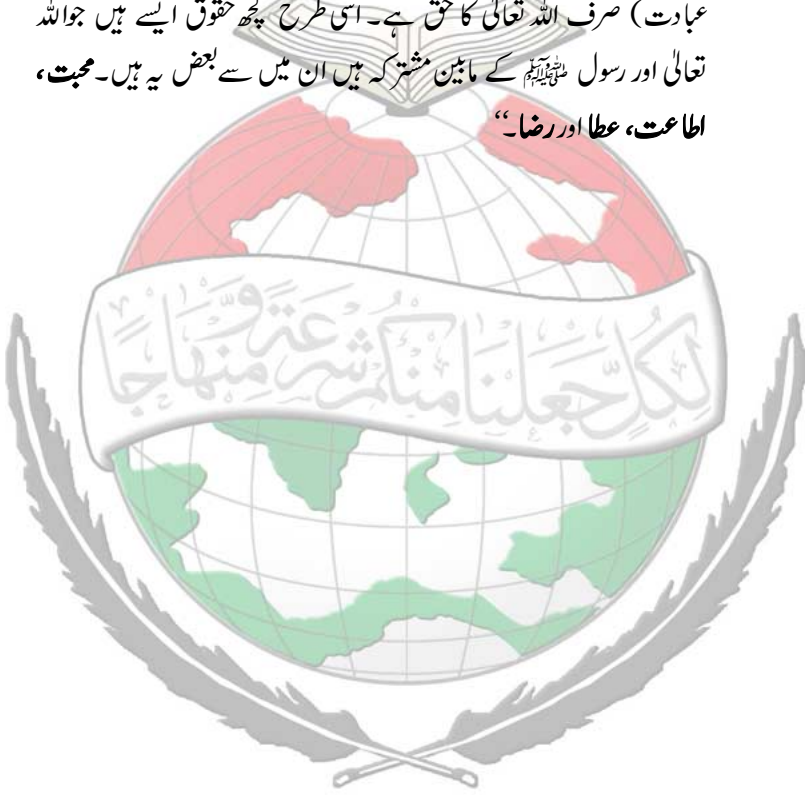 عبادت) صرف اللہ تعالیٰ کا حق ہے۔ اسی طرح کچھ حقوق ایسے ہیں جو اللہ
تعالیٰ اور رسول ﷺ کے مابین مشترکہ ہیں ان میں سے بعض یہ ہیں۔ محبت،
اطاعت، عطا اور رضا۔“
لِكُلٍّ جَعَلْنَا مِنْكُمْ شِرْعَةً وَّمِنْهَاجًا